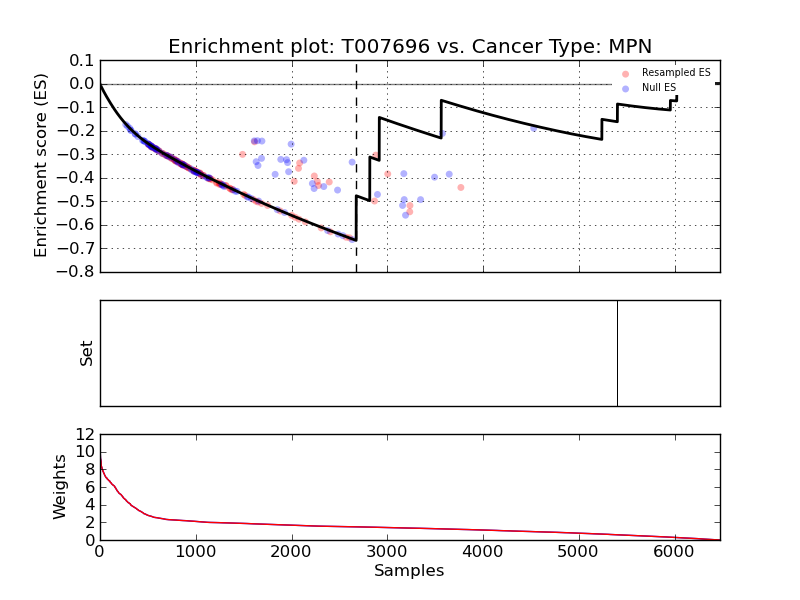 Enrichment plot: T007696 vs. Cancer Type: MPN
0.1
0.0
−0.1
−0.2
−0.3
−0.4
−0.5
−0.6
−0.7
−0.8
Enrichment score (ES)
Resampled ES
Null ES
Set
12
10
8
6
4
2
0
Weights
0 1000 2000 3000 4000 5000 6000
Samples